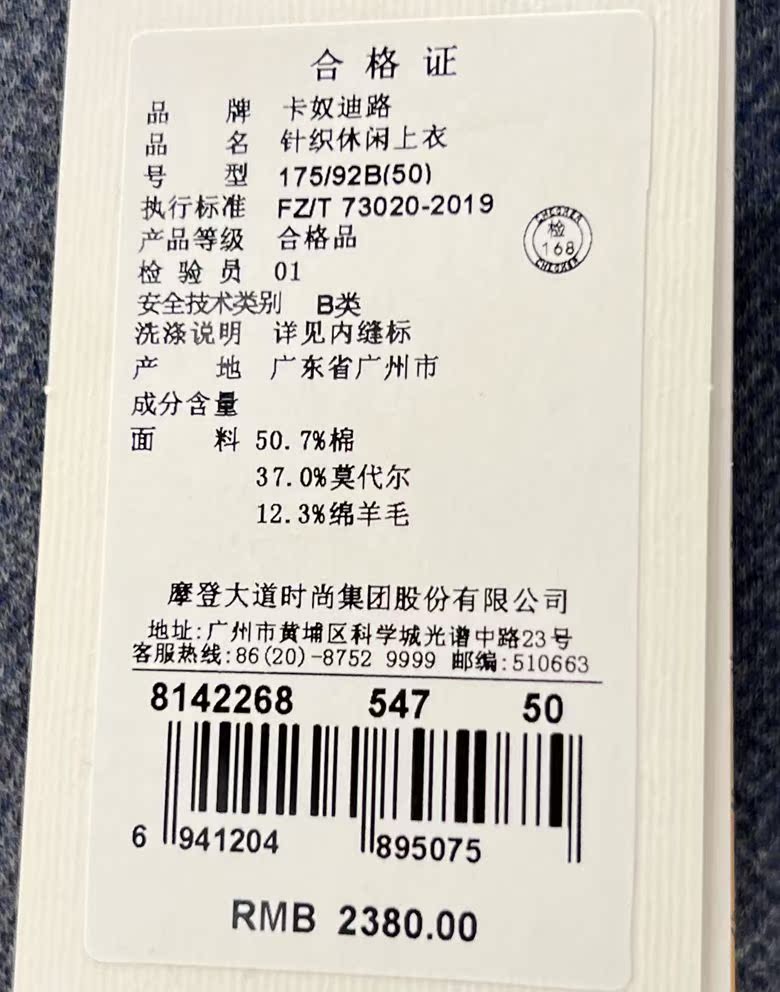 合格证
品牌 卡奴迪路
品名 针织休闲上衣
号型 175/92B(50)
执行标准 FZ/T 73020-2019
产品等级 合格品
检验员 01
安全技术类别 B类
洗涤说明 详见内缝标
产地 广东省广州市
CHECKER
检
168
CHECKER
成分含量
面料 50.7%棉
37.0%莫代尔
12.3%绵羊毛
摩登大道时尚集团股份有限公司
地址:广州市黄埔区科学城光谱中路23号
客服热线:86(20)-8752 9999 邮编:510663
8142268 547 50
6 941204 895075
RMB 2380.00